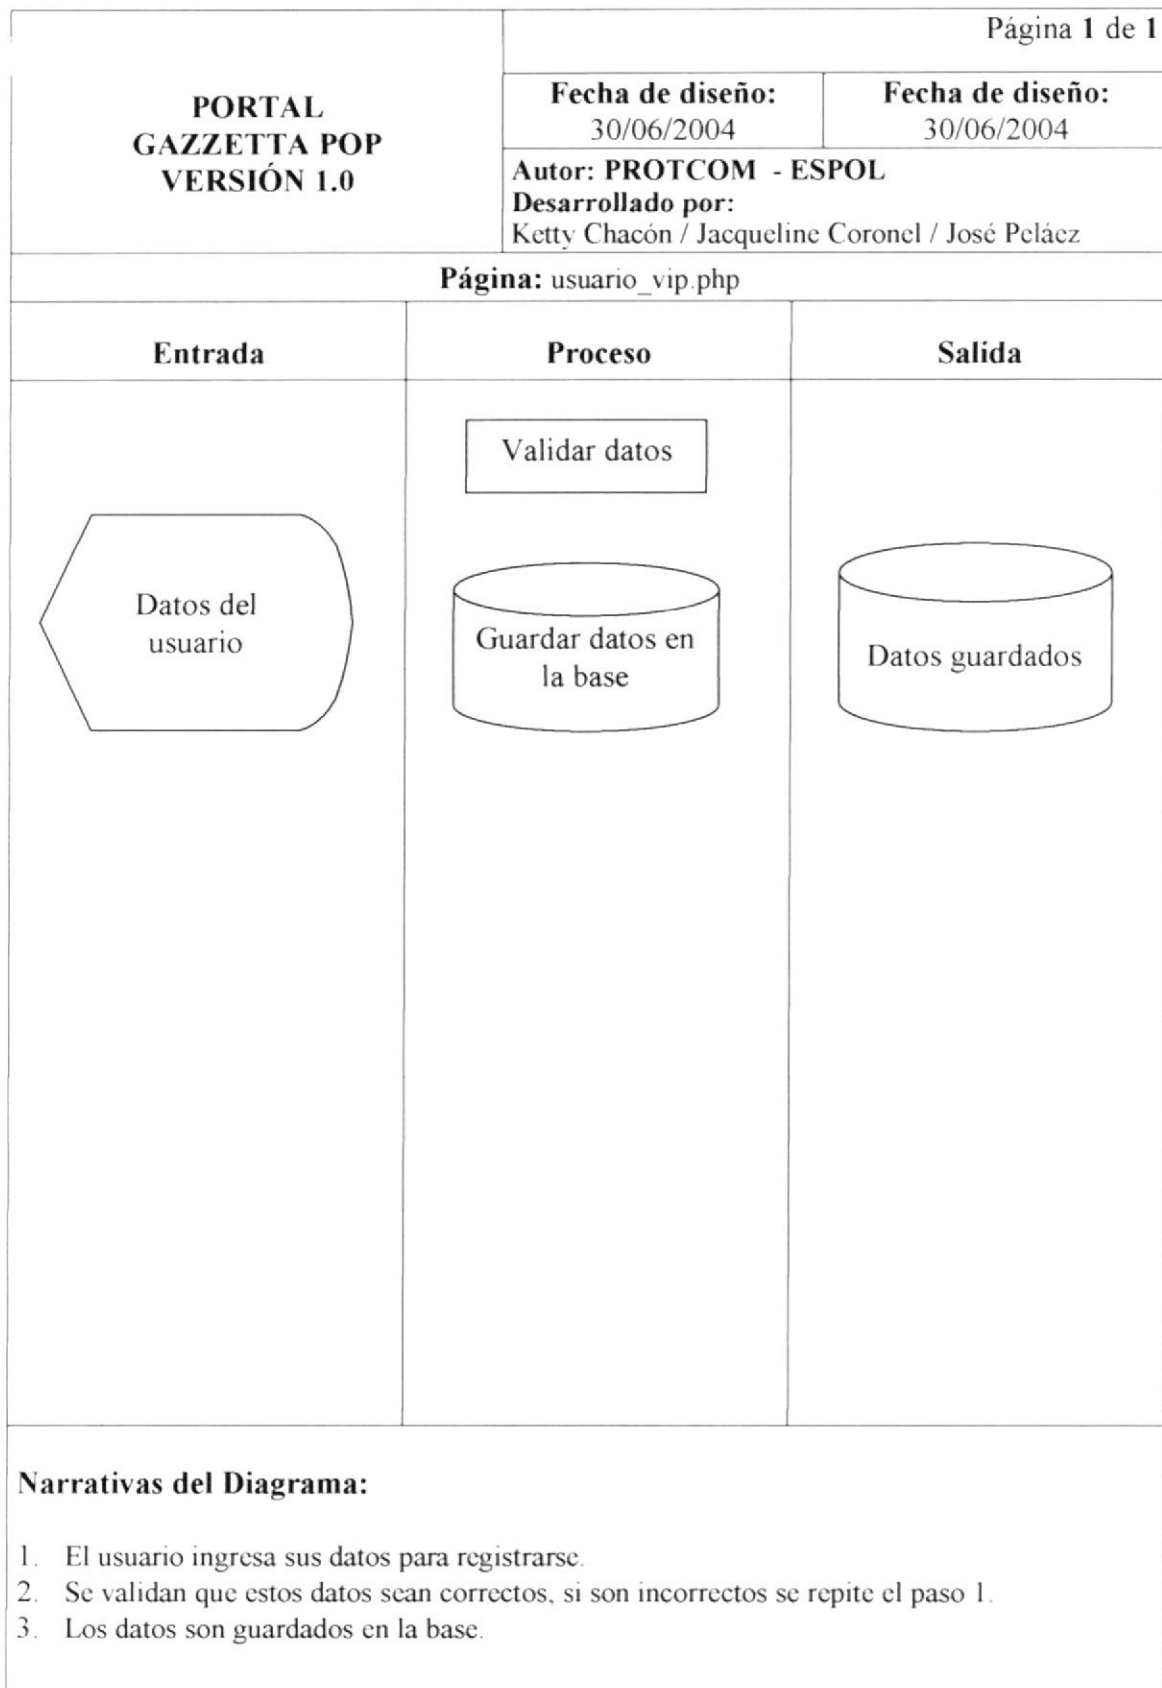 Página 1 de 1
PORTAL
GAZZETTA POP
VERSIÓN 1.0
Fecha de diseño:
30/06/2004
Fecha de diseño:
30/06/2004
Autor: PROTCOM - ESPOL
Desarrollado por:
Ketty Chacón / Jacqueline Coronel / José Peláez
Página: usuario_vip.php
Entrada
Proceso
Salida
Validar datos
Datos del
usuario
Guardar datos en
la base
Datos guardados
Narrativas del Diagrama:
1. El usuario ingresa sus datos para registrarse.
2. Se validan que estos datos sean correctos, si son incorrectos se repite el paso 1.
3. Los datos son guardados en la base.